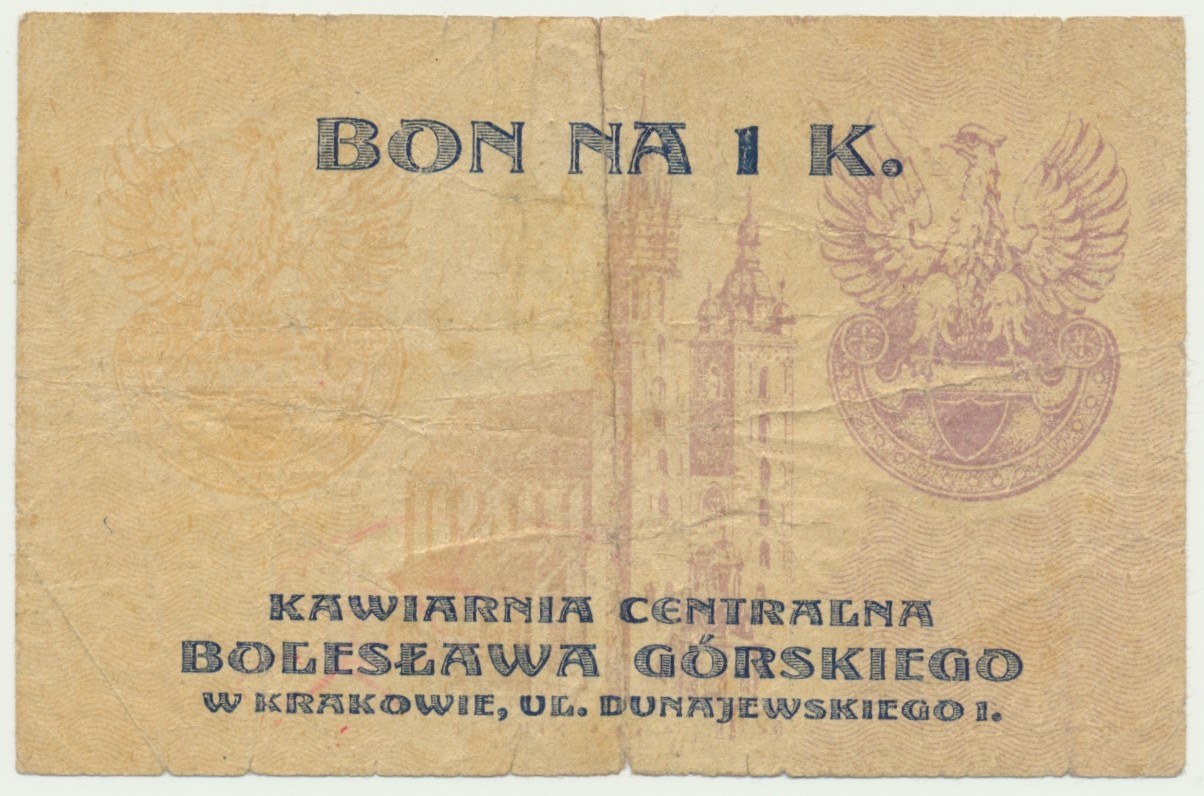 BON NA 1 K.
KAWIARNIA CENTRALNA
BOLESŁAWA GÓRSKIEGO
W KRAKOWIE, UL. DUNAJEWSKIEGO 1.